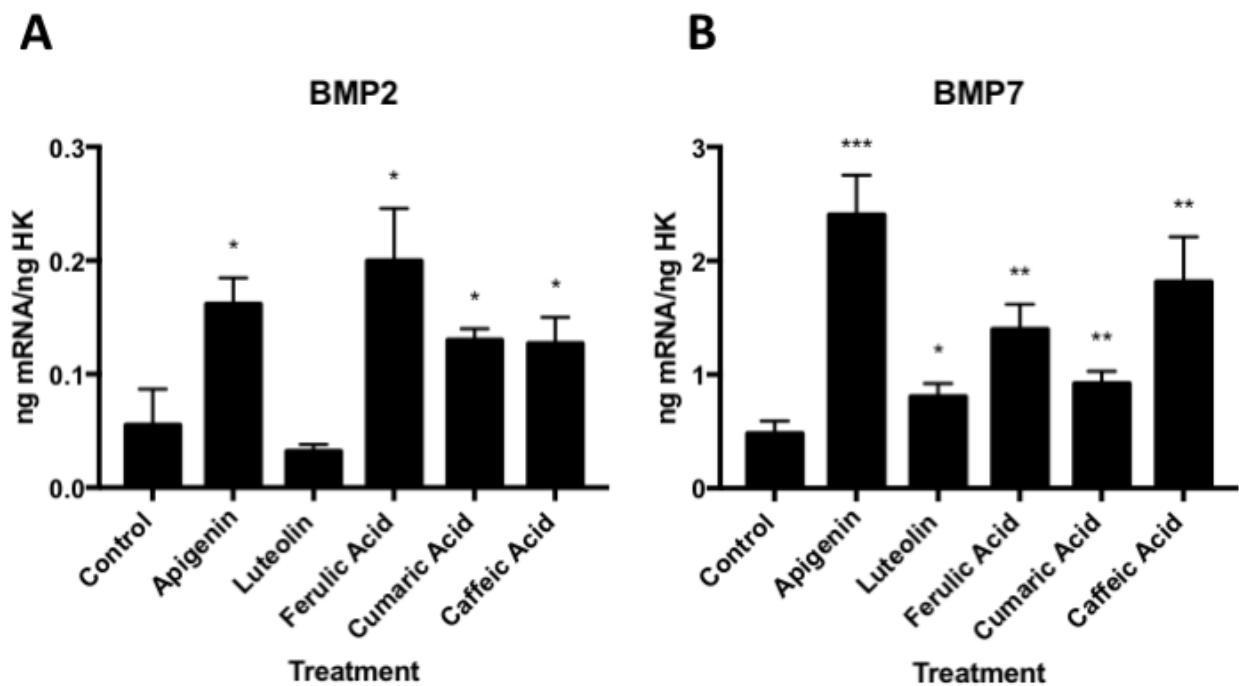 A
BMP2
ng mRNA/ng HK
0.3
*
0.2
*
*
*
0.1
0.0
Control
Apigenin
Luteolin
Ferulic Acid
Cumaric Acid
Caffeic Acid
Treatment
B
BMP7
ng mRNA/ng HK
3
***
**
2
**
*
**
1
0
Control
Apigenin
Luteolin
Ferulic Acid
Cumaric Acid
Caffeic Acid
Treatment